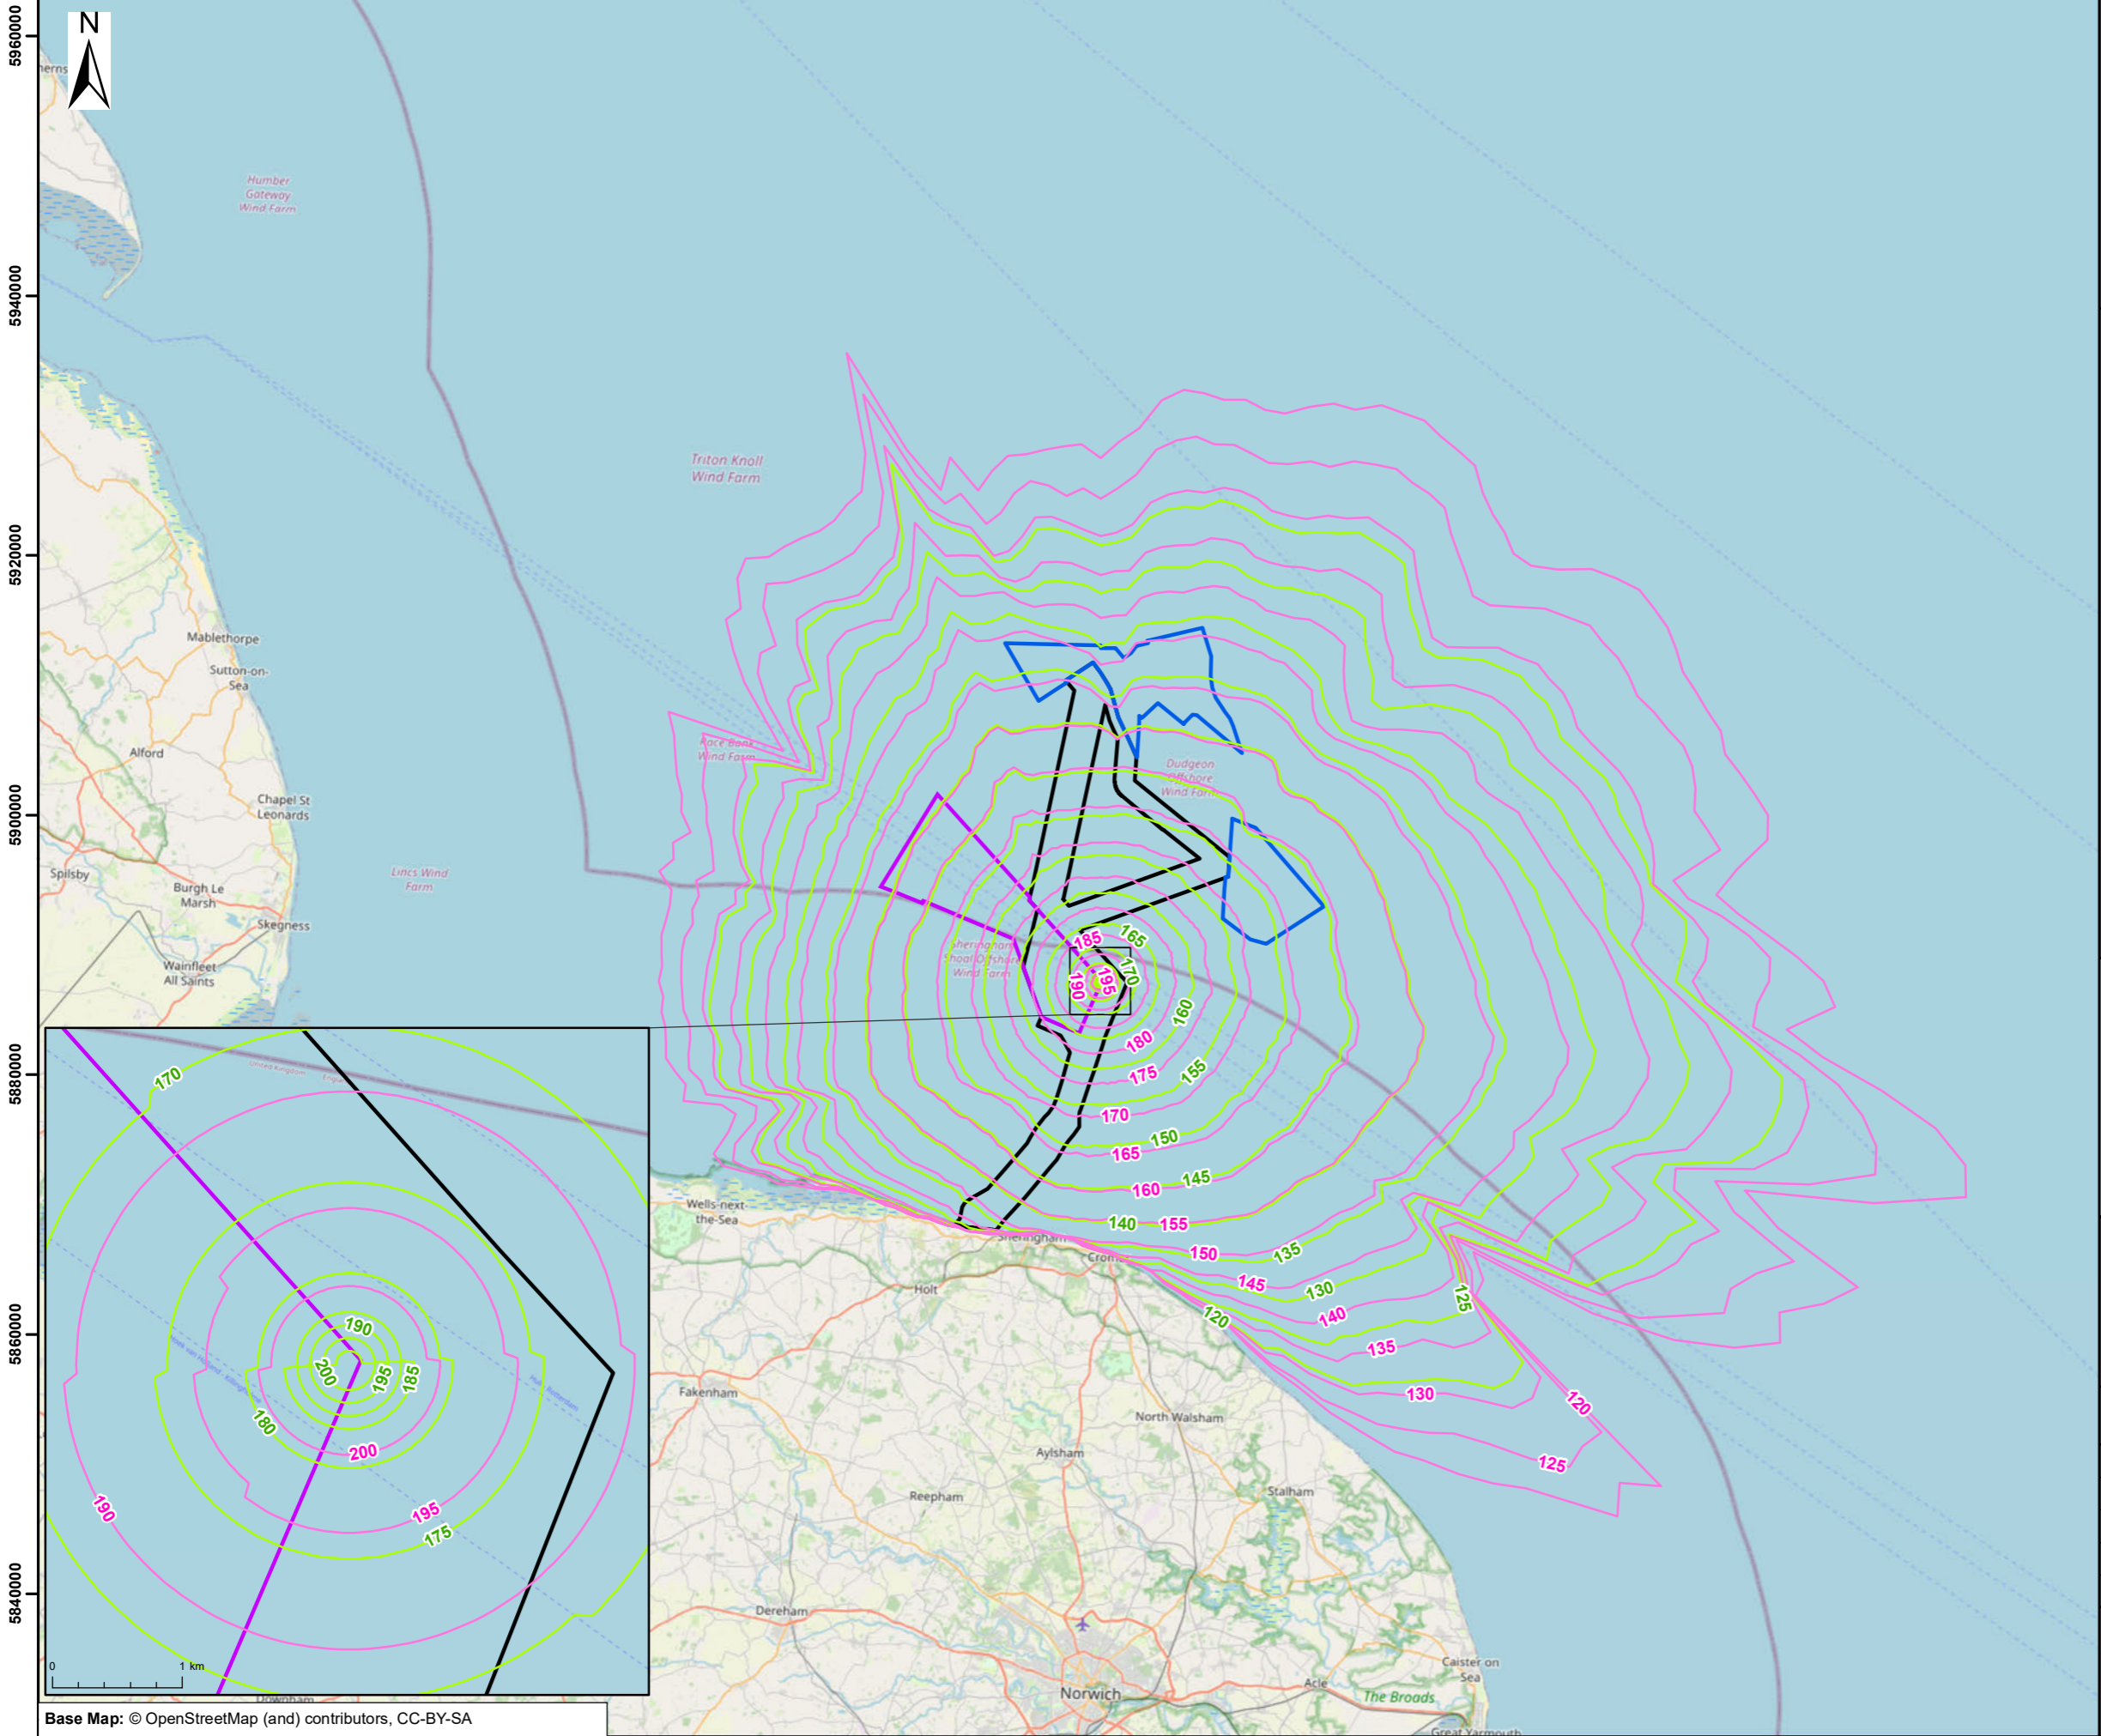 N
5960000
5940000
5920000
5900000
5880000
5860000
5840000
Humber
Gateway
Wind Farm
Triton Knoll
Wind Farm
Mablethorpe
Sutton-on-
Sea
Alford
Chapel St
Leonards
Spilsby
Burgh Le
Marsh
Skegness
Wainfleet
All Saints
Lincs Wind
Farm
Race Bank
Wind Farm
Dudgeon
Offshore
Wind Farm
Sheringham
Shoal Offshore
Wind Farm
185
165
170
190
195
160
180
175
155
170
150
165
145
160
140
155
150
135
145
130
125
140
120
135
130
120
125
Wells-next-
the-Sea
Sheringham
Holt
Fakenham
North Walsham
Aylsham
Reepham
Stalham
Dereham
Norwich
Acle
The Broads
Caister on
Sea
Great Yarmouth
170
United Kingdom
190
200
195
185
180
200
195
190
175
0
1 km
Downham
Base Map: © OpenStreetMap (and) contributors, CC-BY-SA